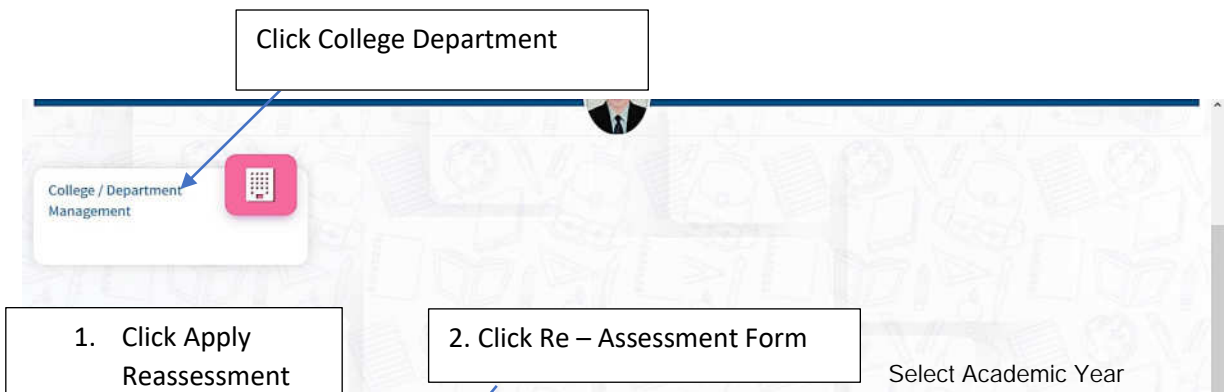 Click College Department
College / Department
Management
1. Click Apply
Reassessment
2. Click Re – Assessment Form
Select Academic Year